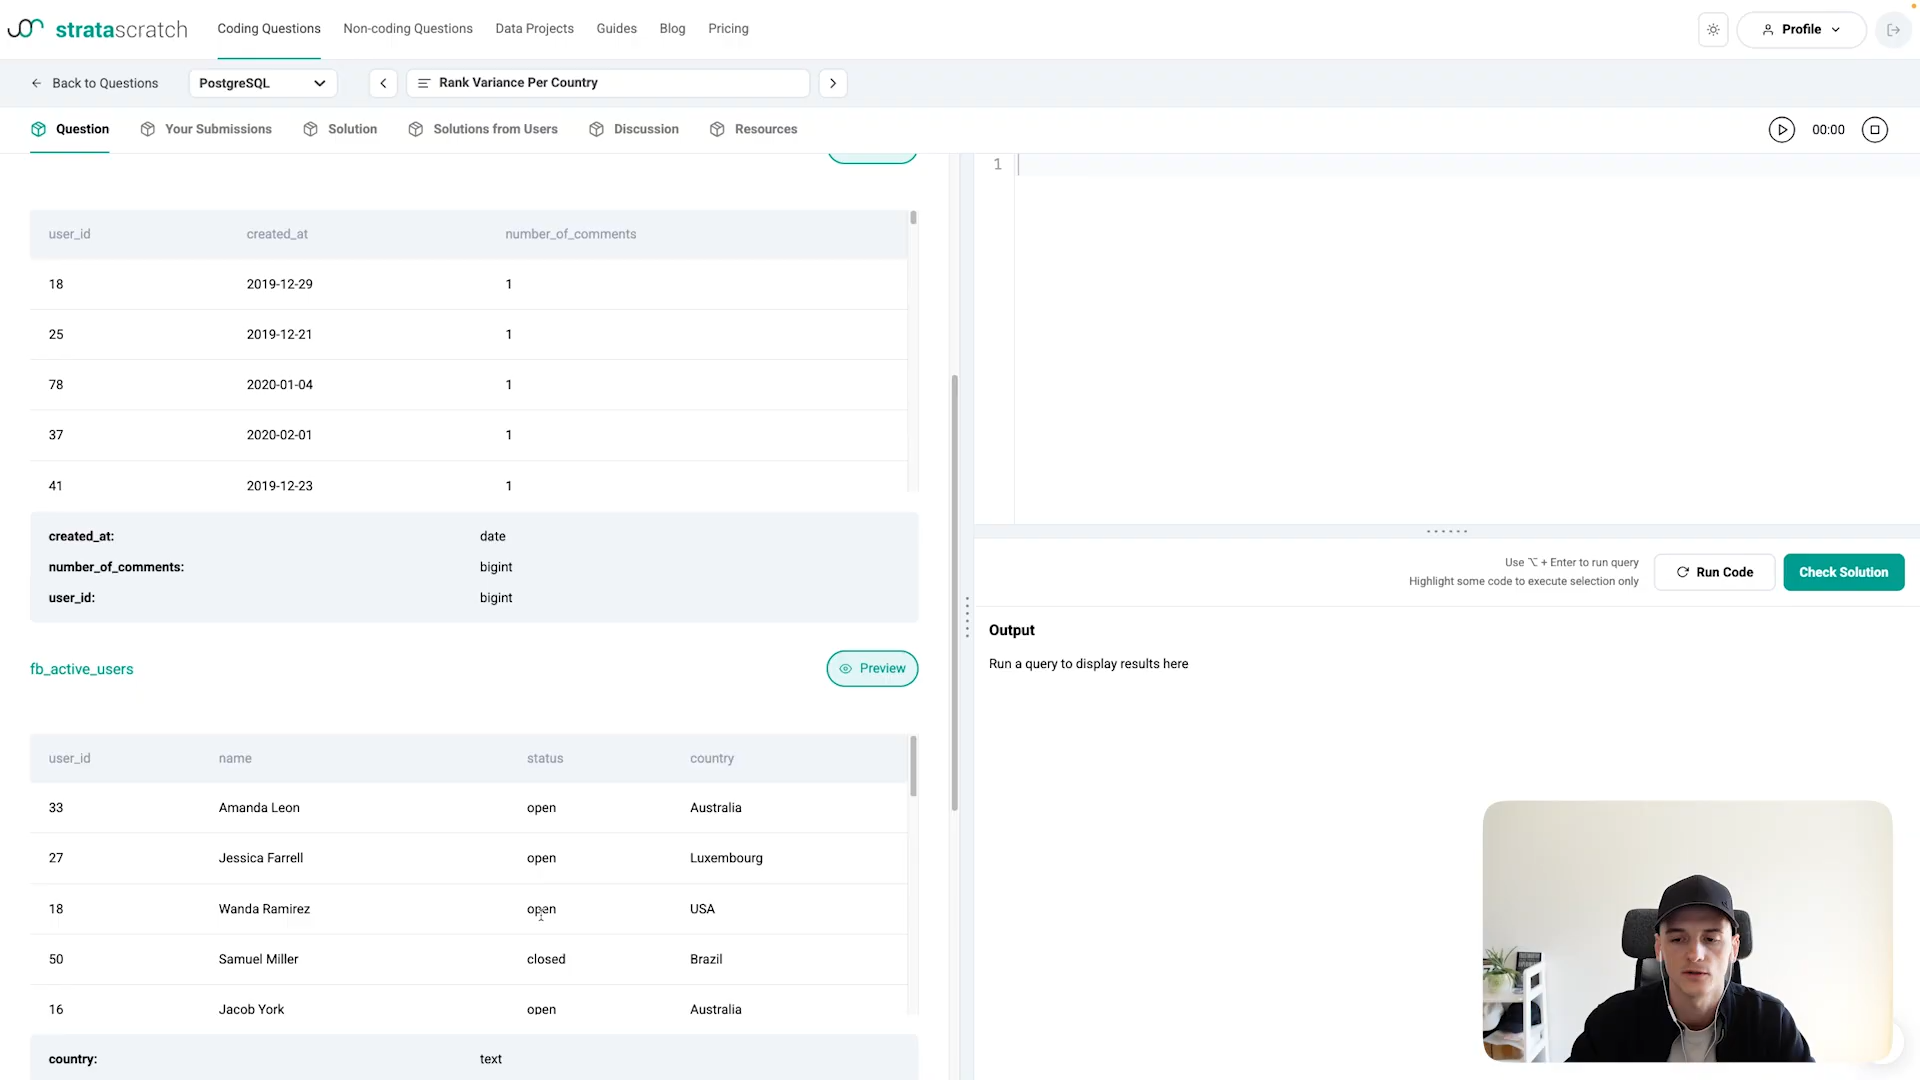 stratascratch
Coding Questions
Non-coding Questions
Data Projects
Guides
Blog
Pricing
Profile
Back to Questions
PostgreSQL
Rank Variance Per Country
Question
Your Submissions
Solution
Solutions from Users
Discussion
Resources
00:00
user_id created_at number_of_comments
18 2019-12-29 1
25 2019-12-21 1
78 2020-01-04 1
37 2020-02-01 1
41 2019-12-23 1
created_at: date
number_of_comments: bigint
user_id: bigint
fb_active_users
Preview
user_id name status country
33 Amanda Leon open Australia
27 Jessica Farrell open Luxembourg
18 Wanda Ramirez open USA
50 Samuel Miller closed Brazil
16 Jacob York open Australia
country: text
1
Use ⌥ + Enter to run query
Highlight some code to execute selection only
Run Code
Check Solution
Output
Run a query to display results here